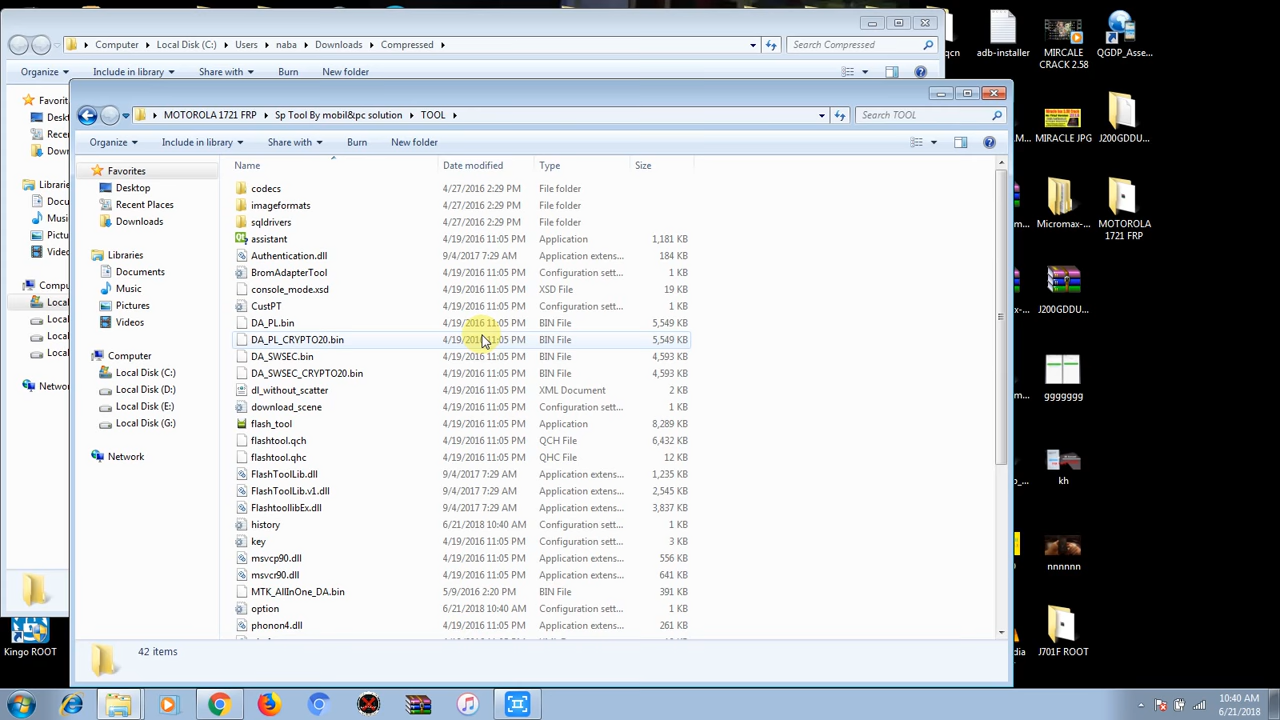 Computer ▸ Local Disk (C:) ▸ Users ▸ naba ▸ Downloads ▸ Compressed ▸
Search Compressed
Organize
Include in library
Share with
Burn
New folder
MOTOROLA 1721 FRP ▸ Sp Tool By mobil&pc solution ▸ TOOL ▸
Search TOOL
Organize
Include in library
Share with
Burn
New folder
Favorites
Desktop
Recent Places
Downloads
Libraries
Documents
Music
Pictures
Videos
Computer
Local Disk (C:)
Local Disk (D:)
Local Disk (E:)
Local Disk (G:)
Network
Name Date modified Type Size
codecs 4/27/2016 2:29 PM File folder
imageformats 4/27/2016 2:29 PM File folder
sqldrivers 4/27/2016 2:29 PM File folder
assistant 4/19/2016 11:05 PM Application 1,181 KB
Authentication.dll 9/4/2017 7:29 AM Application extens... 184 KB
BromAdapterTool 4/19/2016 11:05 PM Configuration sett... 1 KB
console_mode.xsd 4/19/2016 11:05 PM XSD File 19 KB
CustPT 4/19/2016 11:05 PM Configuration sett... 1 KB
DA_PL.bin 4/19/2016 11:05 PM BIN File 5,549 KB
DA_PL_CRYPTO20.bin 4/19/2016 11:05 PM BIN File 5,549 KB
DA_SWSEC.bin 4/19/2016 11:05 PM BIN File 4,593 KB
DA_SWSEC_CRYPTO20.bin 4/19/2016 11:05 PM BIN File 4,593 KB
dl_without_scatter 4/19/2016 11:05 PM XML Document 2 KB
download_scene 4/19/2016 11:05 PM Configuration sett... 1 KB
flash_tool 4/19/2016 11:05 PM Application 8,289 KB
flashtool.qch 4/19/2016 11:05 PM QCH File 6,432 KB
flashtool.qhc 4/19/2016 11:05 PM QHC File 12 KB
FlashToolLib.dll 9/4/2017 7:29 AM Application extens... 1,235 KB
FlashToolLib.v1.dll 9/4/2017 7:29 AM Application extens... 2,545 KB
FlashtoollibEx.dll 9/4/2017 7:29 AM Application extens... 3,837 KB
history 6/21/2018 10:40 AM Configuration sett... 1 KB
key 4/19/2016 11:05 PM Configuration sett... 3 KB
msvcp90.dll 4/19/2016 11:05 PM Application extens... 556 KB
msvcr90.dll 4/19/2016 11:05 PM Application extens... 641 KB
MTK_AllInOne_DA.bin 5/9/2016 2:20 PM BIN File 391 KB
option 6/21/2018 10:40 AM Configuration sett... 1 KB
phonon4.dll 4/19/2016 11:05 PM Application extens... 261 KB
42 items
qcn
adb-installer
MIRCALE
CRACK 2.58
QGDP_Asse...
MIRACLE JPG
J200GDDU...
Micromax-...
MOTOROLA
1721 FRP
J200GDDU...
ggggggg
kh
nnnnnn
J701F ROOT
Kingo ROOT
10:40 AM
6/21/2018